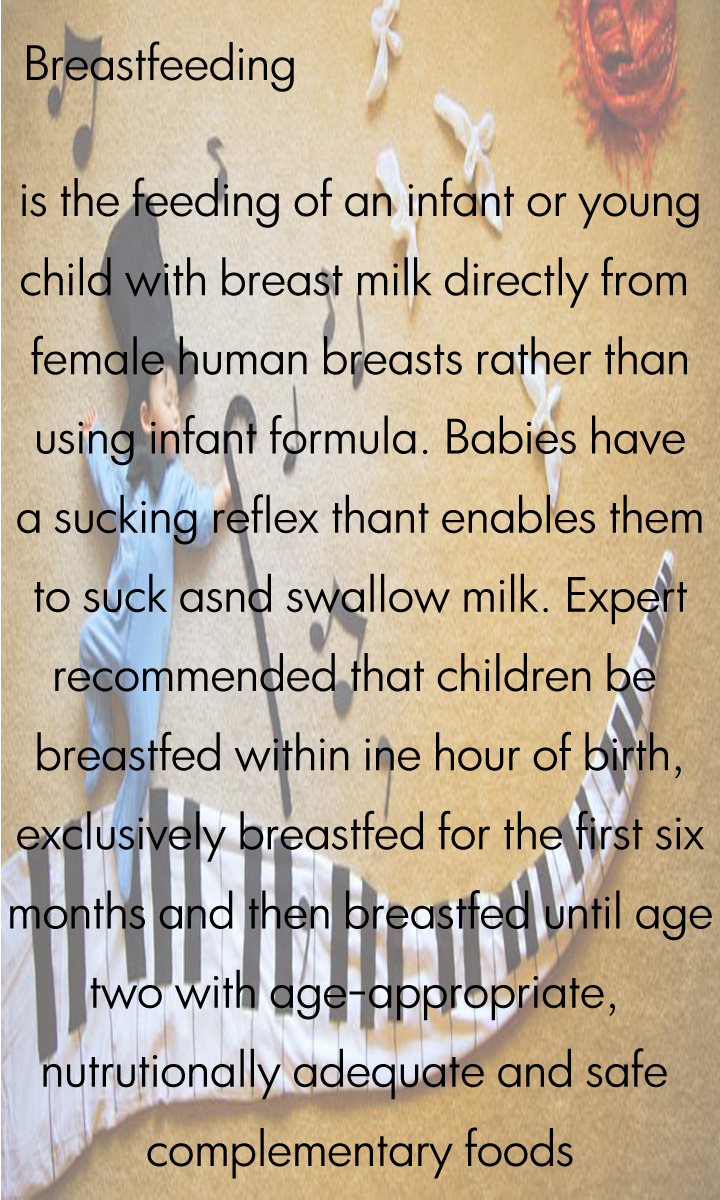 Breastfeeding
is the feeding of an infant or young
child with breast milk directly from
female human breasts rather than
using infant formula. Babies have
a sucking reflex thant enables them
to suck asnd swallow milk. Expert
recommended that children be
breastfed within ine hour of birth,
exclusively breastfed for the first six
months and then breastfed until age
two with age-appropriate,
nutrutionally adequate and safe
complementary foods